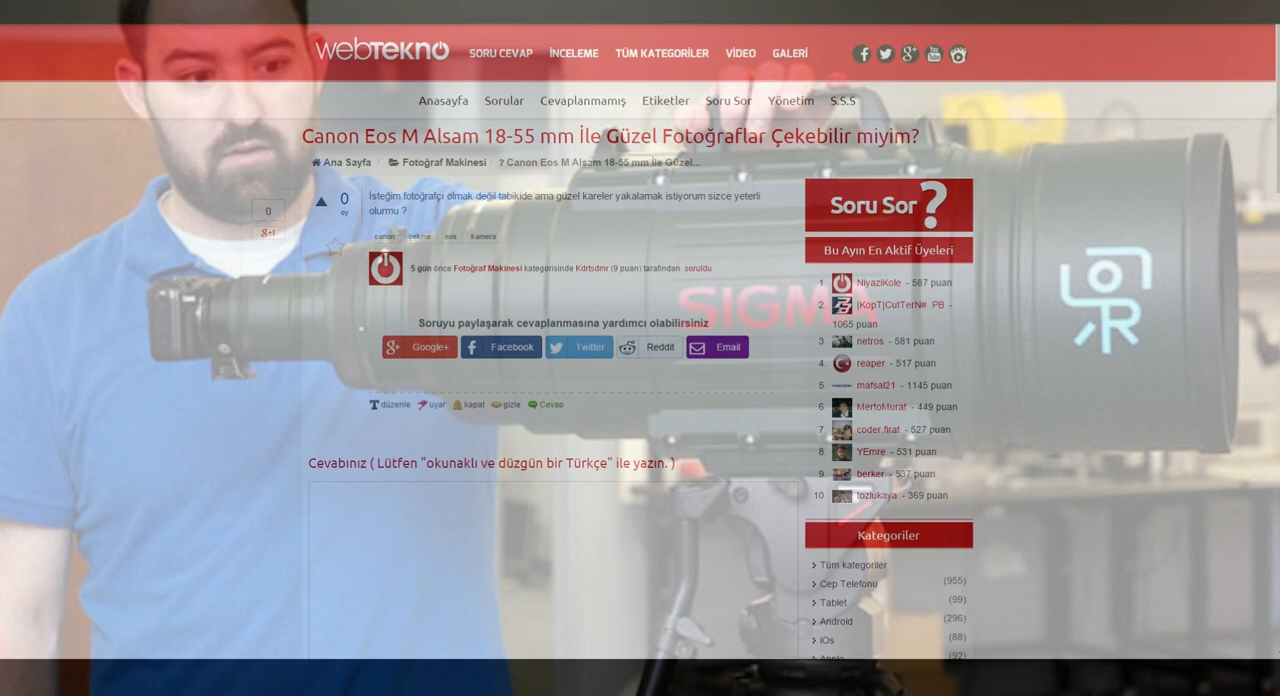 webTEKNO
SORU CEVAP İNCELEME TÜM KATEGORİLER VİDEO GALERİ
Anasayfa Sorular Cevaplanmamış Etiketler Soru Sor Yönetim S.S.S
Canon Eos M Alsam 18-55 mm İle Güzel Fotoğraflar Çekebilir miyim?
Ana Sayfa / Fotoğraf Makinesi / ? Canon Eos M Alsam 18-55 mm İle Güzel...
0
g+1
0
oy
İsteğim fotoğrafçı olmak değil tabikide ama güzel kareler yakalamak istiyorum sizce yeterli
olurmu ?
canon çekme eos kamera
5 gün önce Fotoğraf Makinesi kategorisinde Kdrtsdmr (9 puan) tarafından soruldu
Soruyu paylaşarak cevaplanmasına yardımcı olabilirsiniz
Google+ Facebook Twitter Reddit Email
düzenle uyar kapat gizle Cevap
Cevabınız ( Lütfen "okunaklı ve düzgün bir Türkçe" ile yazın. )
Soru Sor ?
Bu Ayın En Aktif Üyeleri
1. NiyaziKole - 587 puan
2. |KopT|CutTerN#. PB -
1065 puan
3. netros - 581 puan
4. reaper - 517 puan
5. mafsal21 - 1145 puan
6. MertoMurat - 449 puan
7. coder.firat - 527 puan
8. YEmre - 531 puan
9. berker - 537 puan
10. tozlukaya - 369 puan
Kategoriler
Tüm kategoriler
Cep Telefonu (955)
Tablet (99)
Android (296)
iOs (88)
Apple (92)
SIGMA
LOR